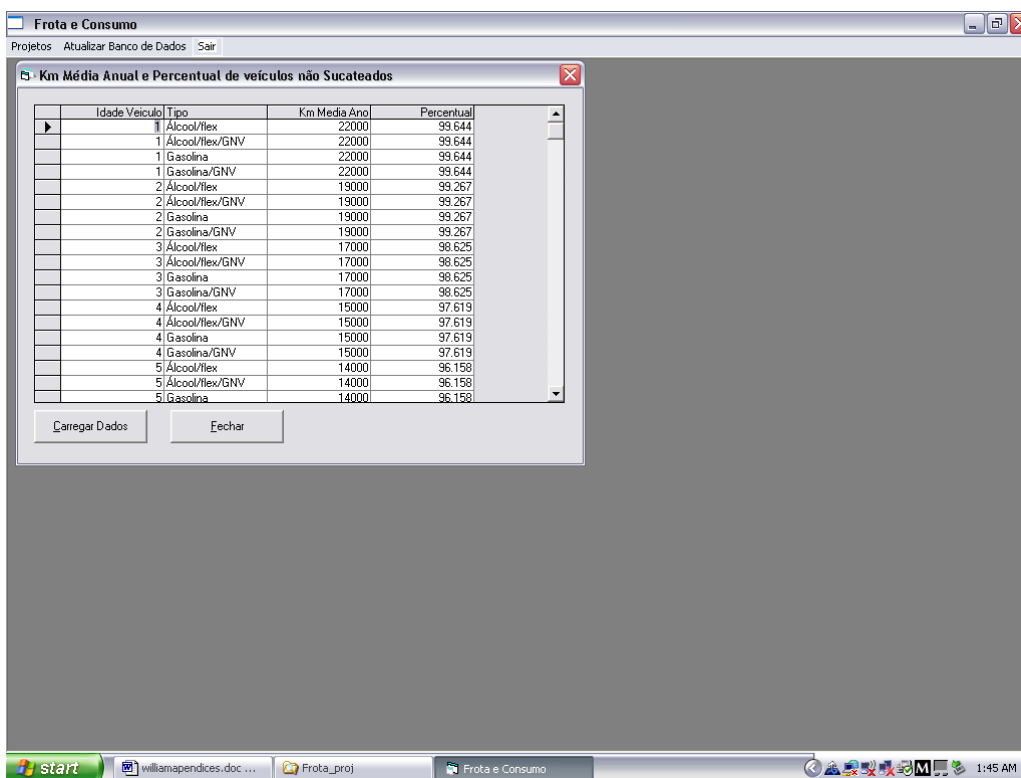 Frota e Consumo
Projetos Atualizar Banco de Dados Sair
Km Média Anual e Percentual de veículos não Sucateados
Idade Veiculo Tipo Km Media Ano Percentual
1 Álcool/flex 22000 99.644
1 Álcool/flex/GNV 22000 99.644
1 Gasolina 22000 99.644
1 Gasolina/GNV 22000 99.644
2 Álcool/flex 19000 99.267
2 Álcool/flex/GNV 19000 99.267
2 Gasolina 19000 99.267
2 Gasolina/GNV 19000 99.267
3 Álcool/flex 17000 98.625
3 Álcool/flex/GNV 17000 98.625
3 Gasolina 17000 98.625
3 Gasolina/GNV 17000 98.625
4 Álcool/flex 15000 97.619
4 Álcool/flex/GNV 15000 97.619
4 Gasolina 15000 97.619
4 Gasolina/GNV 15000 97.619
5 Álcool/flex 14000 96.158
5 Álcool/flex/GNV 14000 96.158
5 Gasolina 14000 96.158
Carregar Dados Fechar
start williamapendices.doc ... Frota_proj Frota e Consumo M 1:45 AM